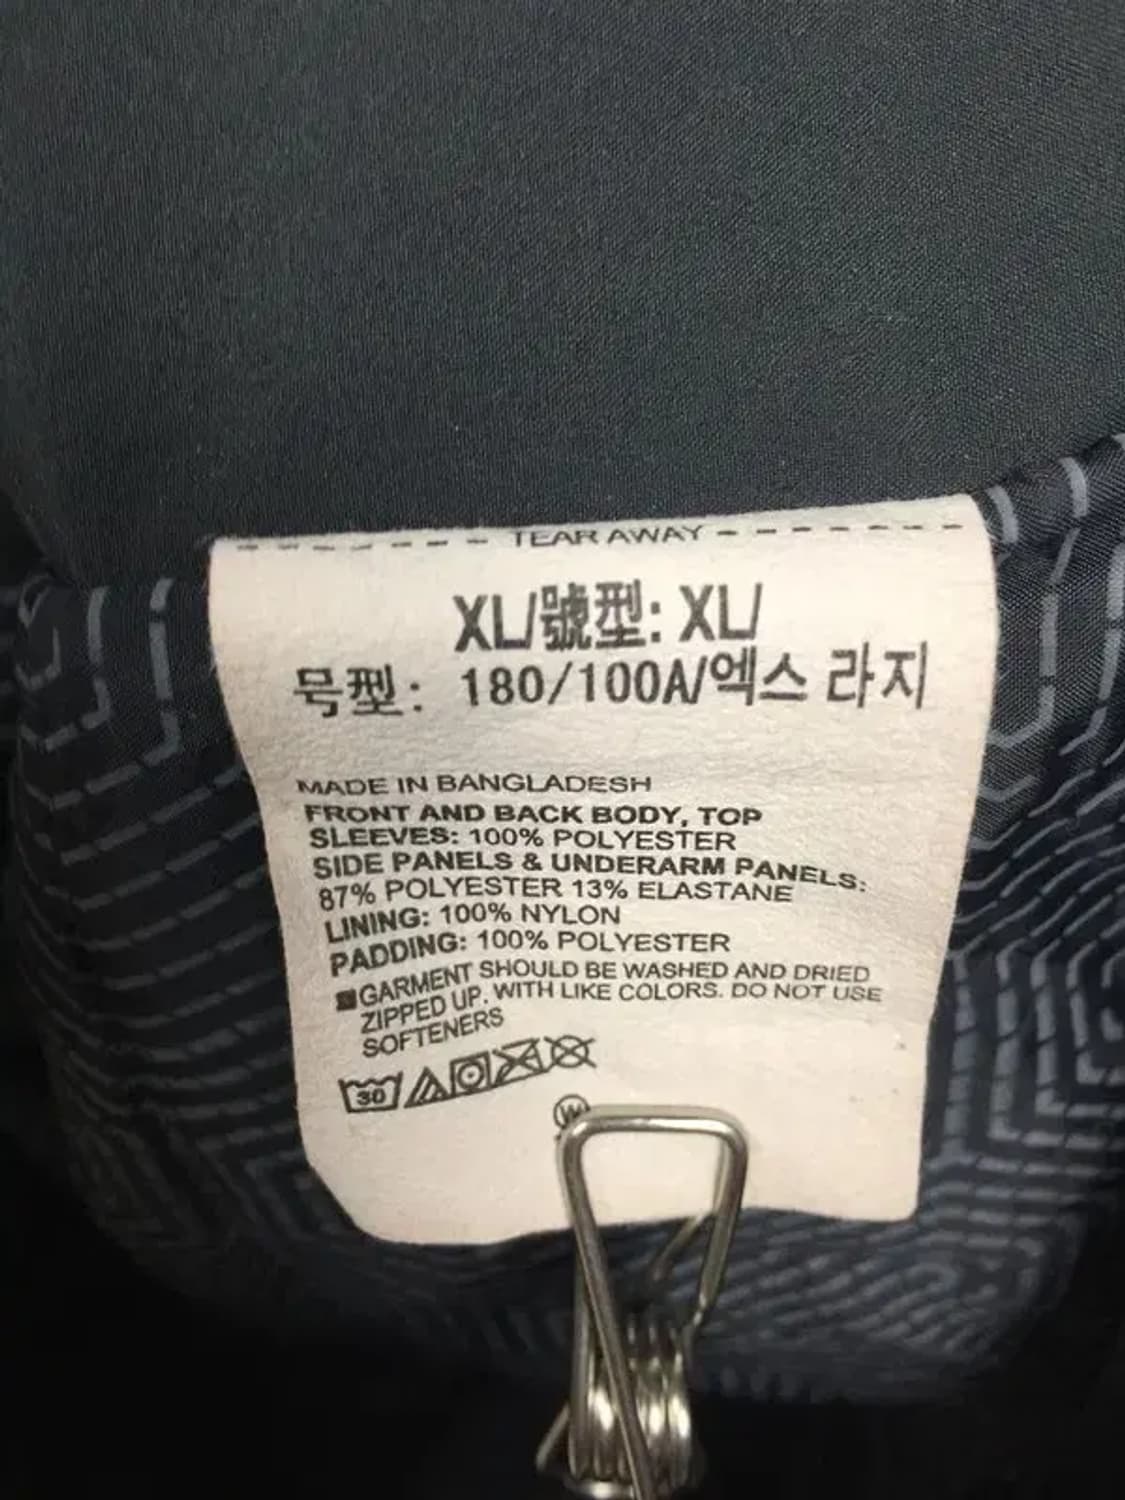 TEAR AWAY
XL/號型: XL/
号型: 180/100A/엑스 라지
MADE IN BANGLADESH
FRONT AND BACK BODY, TOP
SLEEVES: 100% POLYESTER
SIDE PANELS & UNDERARM PANELS:
87% POLYESTER 13% ELASTANE
LINING: 100% NYLON
PADDING: 100% POLYESTER
■GARMENT SHOULD BE WASHED AND DRIED
ZIPPED UP. WITH LIKE COLORS. DO NOT USE
SOFTENERS
30
W